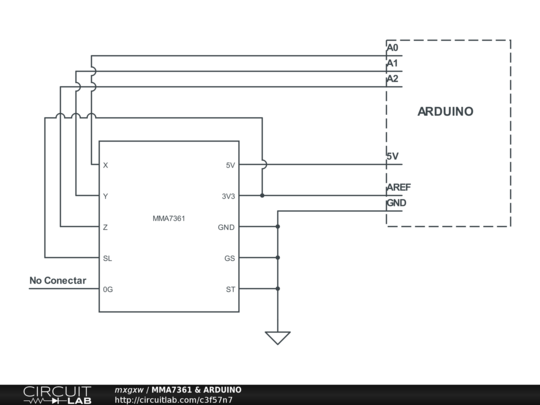 A0
A1
A2
ARDUINO
5V
AREF
GND
X
5V
Y
3V3
MMA7361
Z
GND
SL
GS
No Conectar
0G
ST
CIRCUIT
LAB
mxgxw / MMA7361 & ARDUINO
http://circuitlab.com/c3f57n7